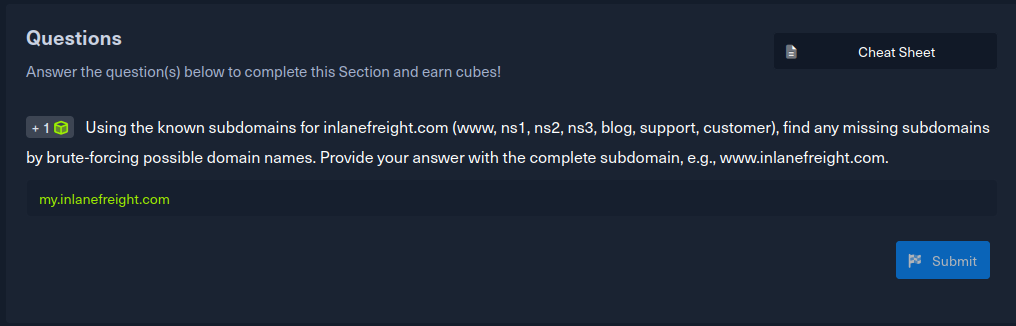 Questions
Cheat Sheet
Answer the question(s) below to complete this Section and earn cubes!
+ 1 Using the known subdomains for inlanefreight.com (www, ns1, ns2, ns3, blog, support, customer), find any missing subdomains
by brute-forcing possible domain names. Provide your answer with the complete subdomain, e.g., www.inlanefreight.com.
my.inlanefreight.com
Submit